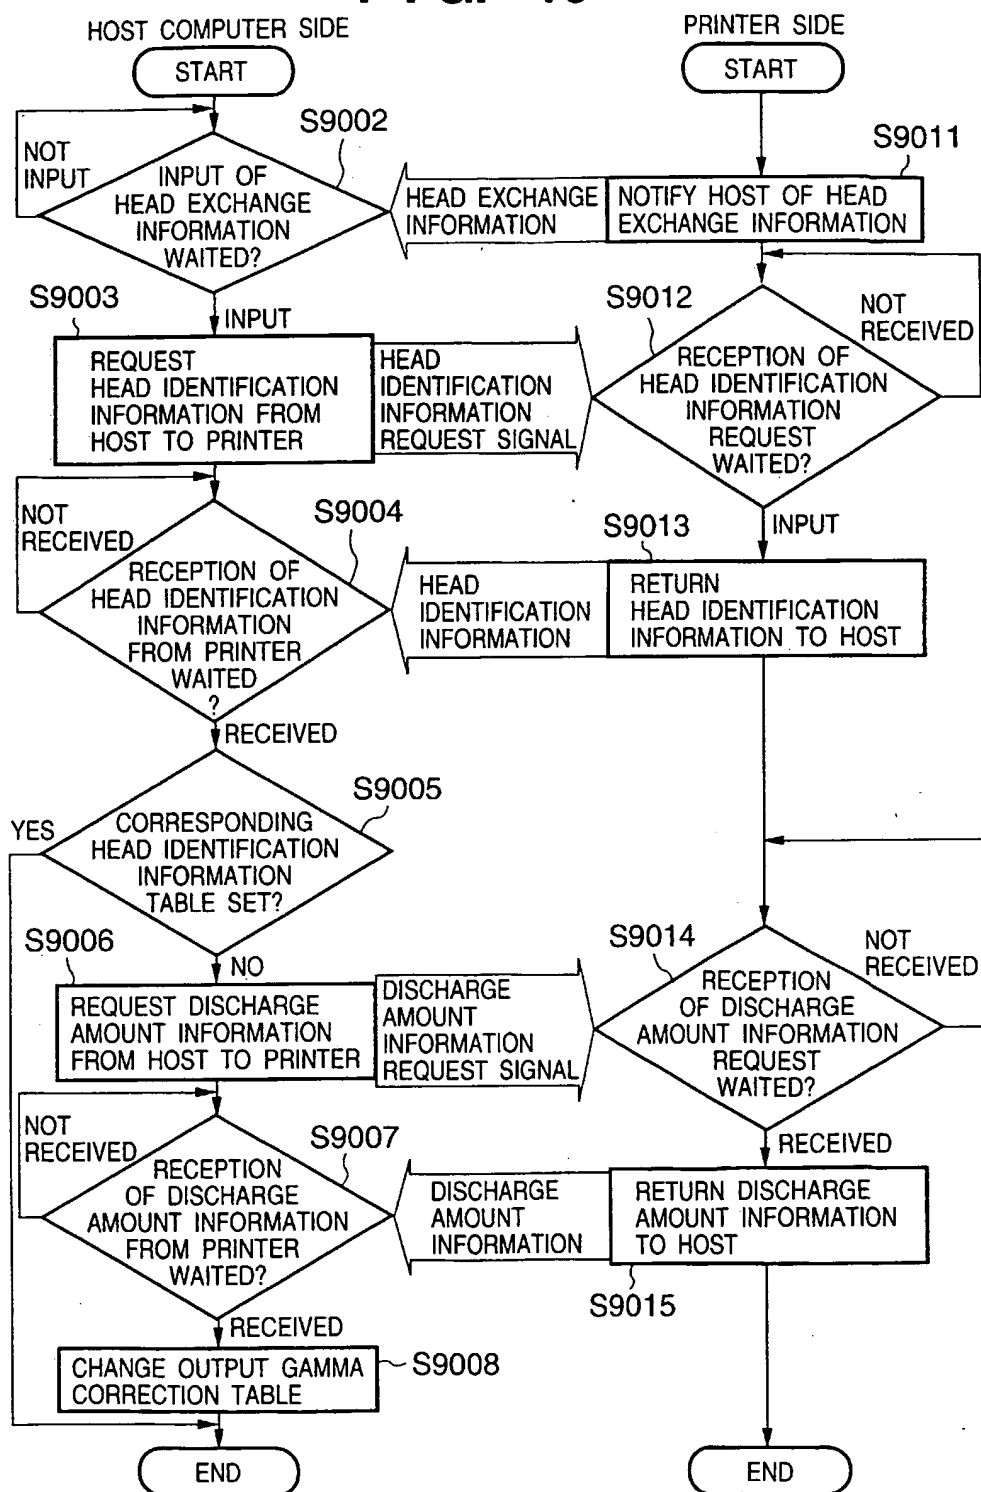 HOST COMPUTER SIDE
START
S9002
NOT
INPUT
INPUT OF
HEAD EXCHANGE
INFORMATION
WAITED?
INPUT
S9003
REQUEST
HEAD IDENTIFICATION
INFORMATION FROM
HOST TO PRINTER
NOT
RECEIVED
S9004
RECEPTION OF
HEAD IDENTIFICATION
INFORMATION
FROM PRINTER
WAITED
?
RECEIVED
S9005
YES
CORRESPONDING
HEAD IDENTIFICATION
INFORMATION
TABLE SET?
NO
S9006
REQUEST DISCHARGE
AMOUNT INFORMATION
FROM HOST TO PRINTER
NOT
RECEIVED
S9007
RECEPTION
OF DISCHARGE
AMOUNT INFORMATION
FROM PRINTER
WAITED?
RECEIVED
CHANGE OUTPUT GAMMA
CORRECTION TABLE
S9008
END
HEAD EXCHANGE
INFORMATION
HEAD
IDENTIFICATION
INFORMATION
REQUEST SIGNAL
HEAD
IDENTIFICATION
INFORMATION
DISCHARGE
AMOUNT
INFORMATION
REQUEST SIGNAL
DISCHARGE
AMOUNT
INFORMATION
PRINTER SIDE
START
S9011
NOTIFY HOST OF HEAD
EXCHANGE INFORMATION
S9012
NOT
RECEIVED
RECEPTION OF
HEAD IDENTIFICATION
INFORMATION
REQUEST
WAITED?
INPUT
S9013
RETURN
HEAD IDENTIFICATION
INFORMATION TO HOST
S9014
NOT
RECEIVED
RECEPTION
OF DISCHARGE
AMOUNT INFORMATION
REQUEST
WAITED?
RECEIVED
RETURN DISCHARGE
AMOUNT INFORMATION
TO HOST
S9015
END